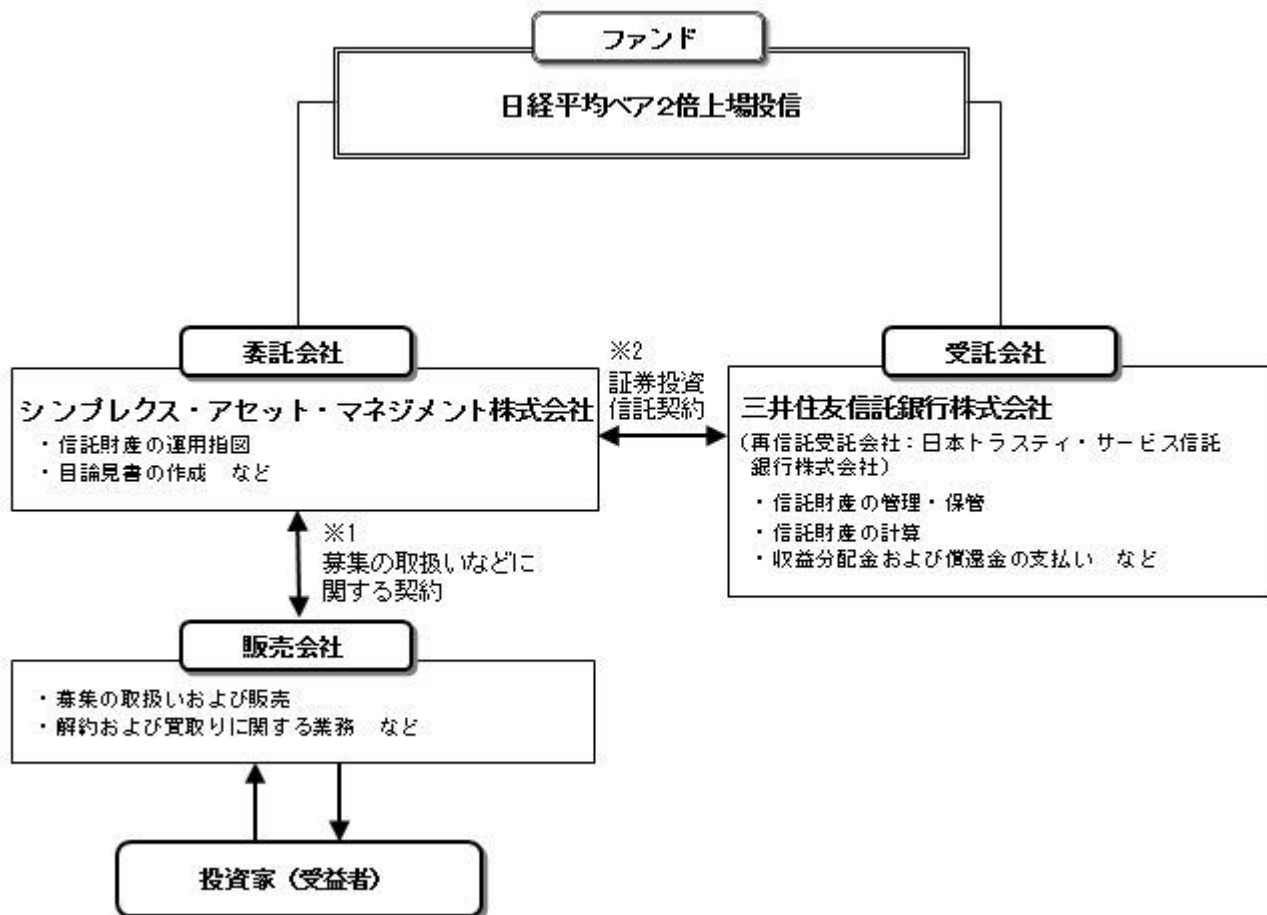 ファンド
日経平均ベア2倍上場投信
委託会社
シンプレクス・アセット・マネジメント株式会社
・信託財産の運用指図
・目論見書の作成　など
※2
証券投資
信託契約
受託会社
三井住友信託銀行株式会社
(再信託受託会社：日本トラスティ・サービス信託
銀行株式会社)
・信託財産の管理・保管
・信託財産の計算
・収益分配金および償還金の支払い　など
※1
募集の取扱いなどに
関する契約
販売会社
・募集の取扱いおよび販売
・解約および買取りに関する業務　など
投資家（受益者）